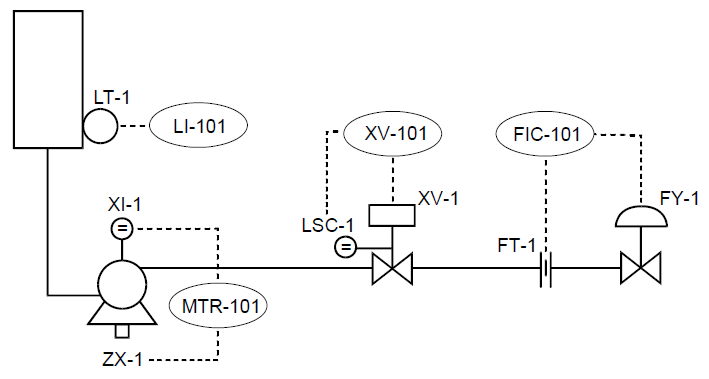 LT-1
LI-101
XV-101
FIC-101
XI-1
XV-1
FY-1
LSC-1
=
=
FT-1
MTR-101
ZX-1